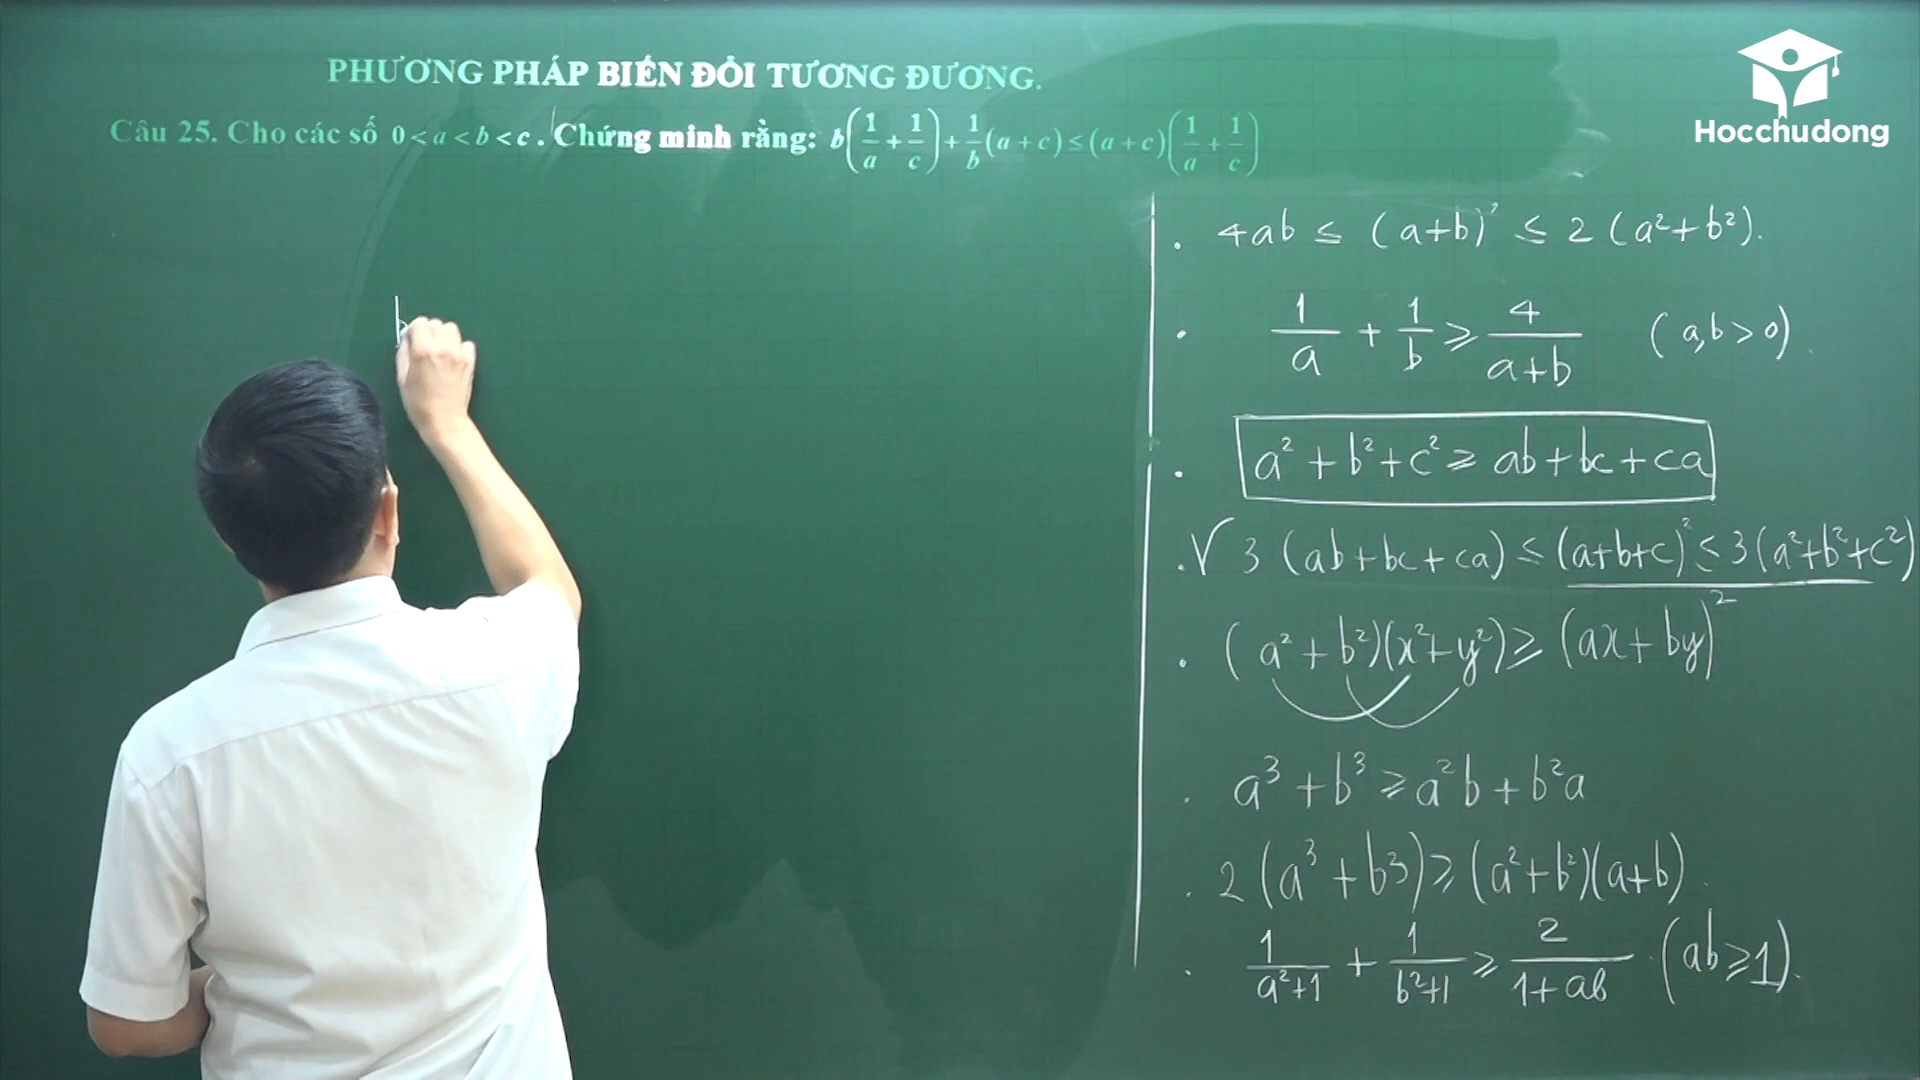 PHƯƠNG PHÁP BIẾN ĐỔI TƯƠNG ĐƯƠNG.
Câu 25. Cho các số 0 < a < b < c. Chứng minh rằng: b(1/a + 1/c) + 1/b (a + c) ≤ (a + c)(1/a + 1/c)
Hocchudong
. 4ab ≤ (a+b)² ≤ 2(a²+b²).
. 1/a + 1/b ≥ 4/(a+b) (a,b > 0)
. a² + b² + c² ≥ ab + bc + ca
. √ 3(ab+bc+ca) ≤ (a+b+c)² ≤ 3(a²+b²+c²)
. (a² + b²)(x²+y²) ≥ (ax+by)²
. a³ + b³ ≥ a²b + b²a
. 2(a³ + b³) ≥ (a²+b²)(a+b).
. 1/(a²+1) + 1/(b²+1) ≥ 2/(1+ab) (ab ≥ 1).